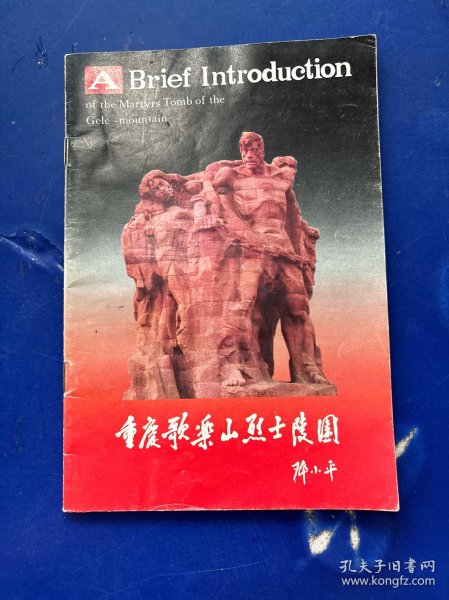 A Brief Introduction
of the Martyrs Tomb of the
Gele - mountain
重庆歌乐山烈士陵园
邓小平
孔夫子旧书网
www.kongfz.com